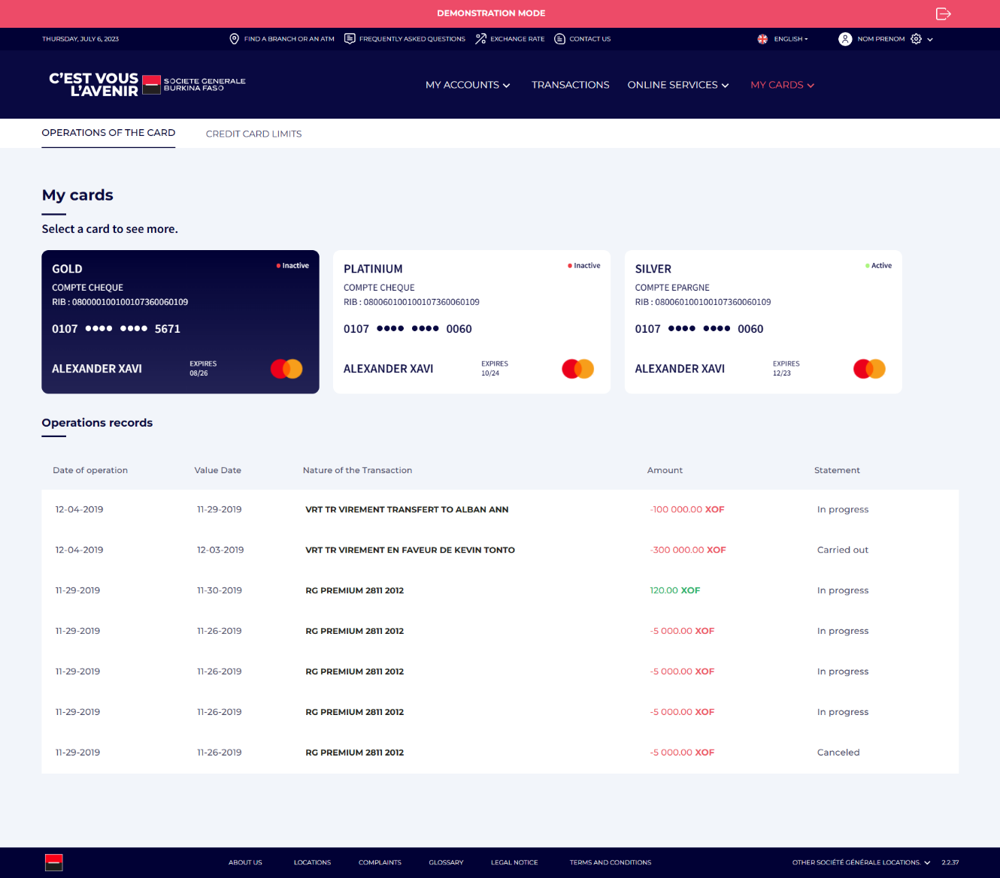 DEMONSTRATION MODE
THURSDAY, JULY 6, 2023
FIND A BRANCH OR AN ATM
FREQUENTLY ASKED QUESTIONS
EXCHANGE RATE
CONTACT US
ENGLISH
NOM PRENOM
C'EST VOUS
L'AVENIR
SOCIETE GENERALE
BURKINA FASO
MY ACCOUNTS
TRANSACTIONS
ONLINE SERVICES
MY CARDS
OPERATIONS OF THE CARD
CREDIT CARD LIMITS
My cards
Select a card to see more.
GOLD
Inactive
COMPTE CHEQUE
RIB : 080000100100107360060109
0107 •••• •••• 5671
ALEXANDER XAVI
EXPIRES
08/26
PLATINIUM
Inactive
COMPTE CHEQUE
RIB : 080060100100107360060109
0107 •••• •••• 0060
ALEXANDER XAVI
EXPIRES
10/24
SILVER
Active
COMPTE EPARGNE
RIB : 080060100100107360060109
0107 •••• •••• 0060
ALEXANDER XAVI
EXPIRES
12/23
Operations records
Date of operation Value Date Nature of the Transaction Amount Statement
12-04-2019 11-29-2019 VRT TR VIREMENT TRANSFERT TO ALBAN ANN -100 000.00 XOF In progress
12-04-2019 12-03-2019 VRT TR VIREMENT EN FAVEUR DE KEVIN TONTO -300 000.00 XOF Carried out
11-29-2019 11-30-2019 RG PREMIUM 2811 2012 120.00 XOF In progress
11-29-2019 11-26-2019 RG PREMIUM 2811 2012 -5 000.00 XOF In progress
11-29-2019 11-26-2019 RG PREMIUM 2811 2012 -5 000.00 XOF In progress
11-29-2019 11-26-2019 RG PREMIUM 2811 2012 -5 000.00 XOF In progress
11-29-2019 11-26-2019 RG PREMIUM 2811 2012 -5 000.00 XOF Canceled
ABOUT US
LOCATIONS
COMPLAINTS
GLOSSARY
LEGAL NOTICE
TERMS AND CONDITIONS
OTHER SOCIÉTÉ GÉNÉRALE LOCATIONS.
2.2.37